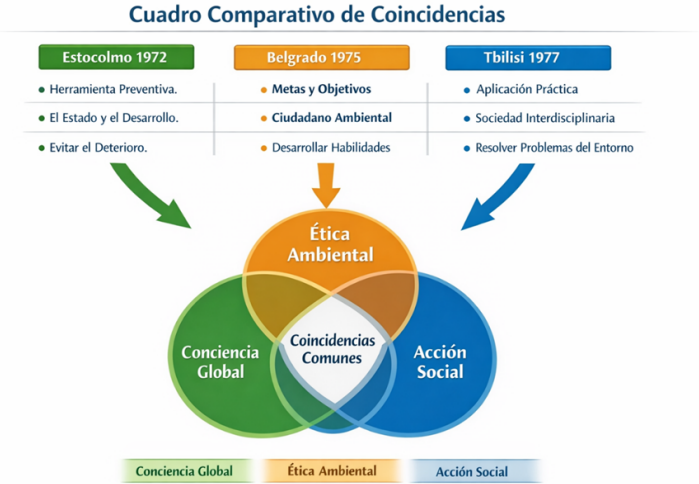 Cuadro Comparativo de Coincidencias
Estocolmo 1972
Belgrado 1975
Tbilisi 1977
• Herramienta Preventiva.
• Metas y Objetivos
• Aplicación Práctica
• El Estado y el Desarrollo.
• Ciudadano Ambiental
• Sociedad Interdisciplinaria
• Evitar el Deterioro.
• Desarrollar Habilidades
• Resolver Problemas del Entorno
Ética
Ambiental
Conciencia
Global
Coincidencias
Comunes
Acción
Social
Conciencia Global
Ética Ambiental
Acción Social